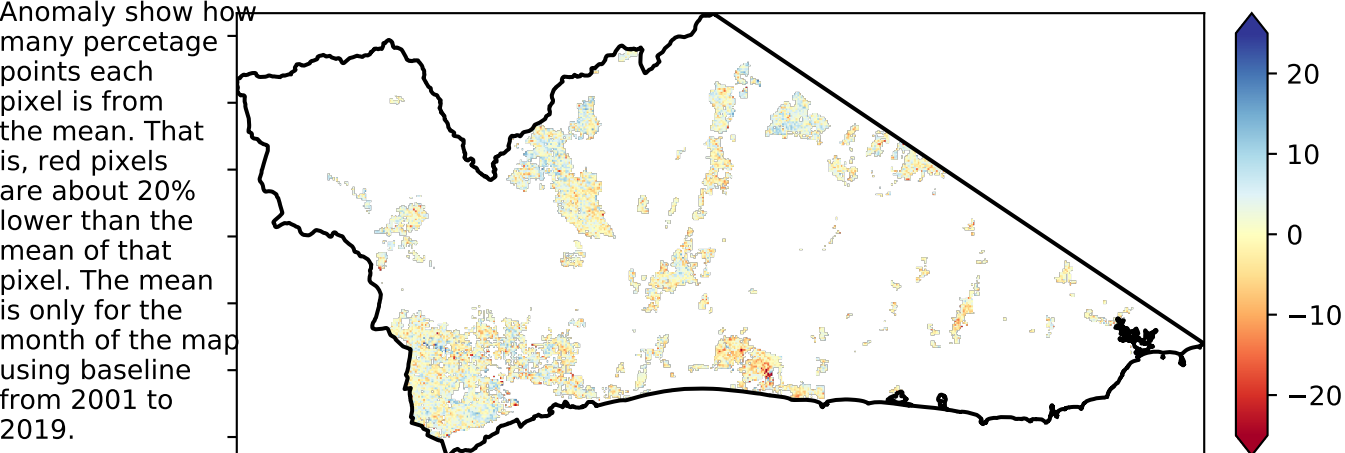 Anomaly show how
many percetage
points each
pixel is from
the mean. That
is, red pixels
are about 20%
lower than the
mean of that
pixel. The mean
is only for the
month of the map
using baseline
from 2001 to
2019.
20
10
0
−10
−20